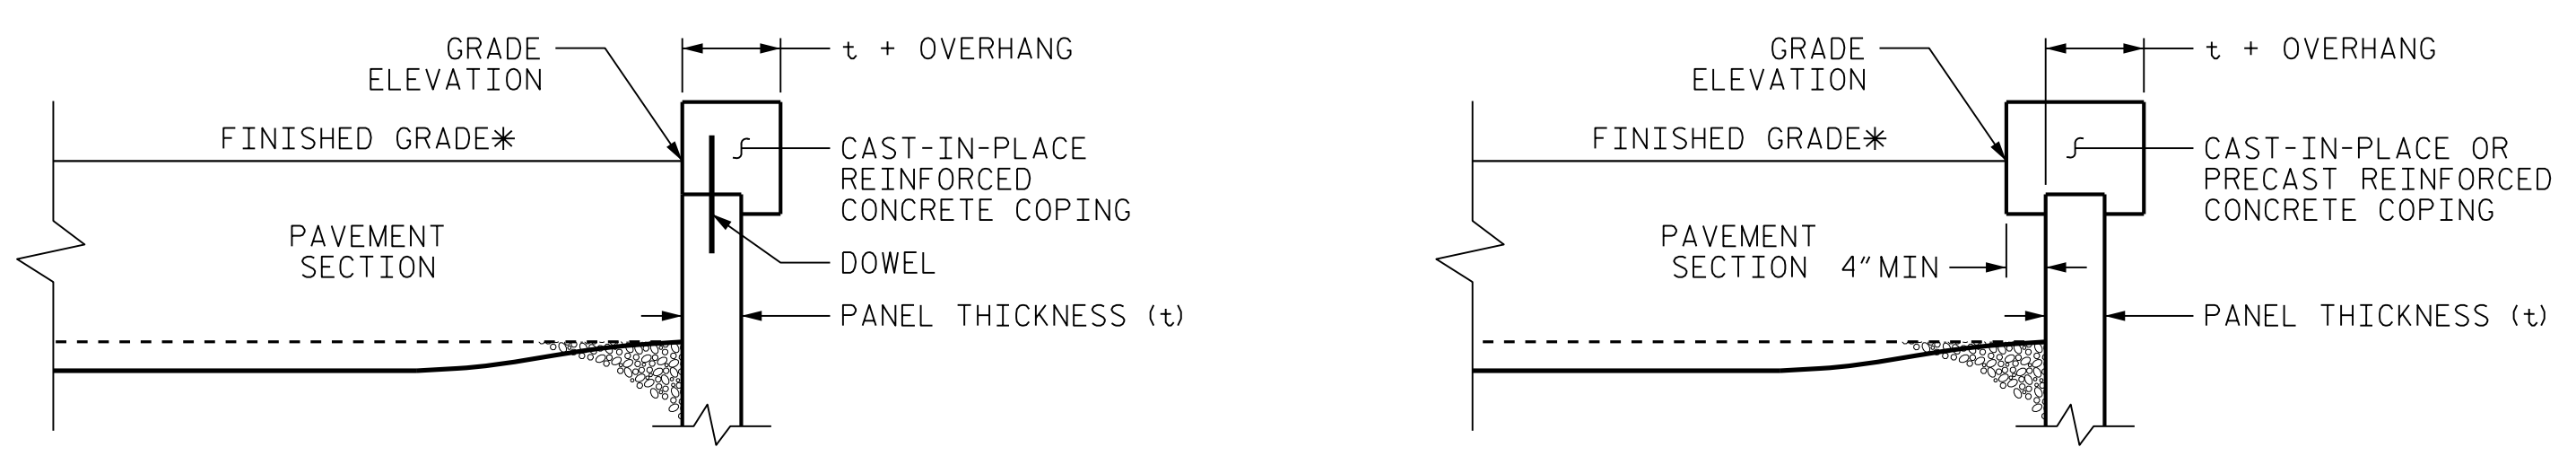 GRADE
ELEVATION
t + OVERHANG
FINISHED GRADE*
CAST-IN-PLACE
REINFORCED
CONCRETE COPING
PAVEMENT
SECTION
DOWEL
PANEL THICKNESS (t)
GRADE
ELEVATION
t + OVERHANG
FINISHED GRADE*
CAST-IN-PLACE OR
PRECAST REINFORCED
CONCRETE COPING
PAVEMENT
SECTION
4" MIN
PANEL THICKNESS (t)